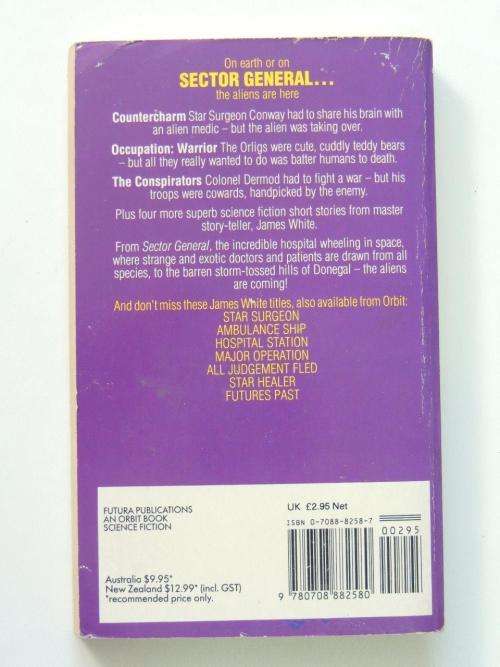 On earth or on
SECTOR GENERAL...
the aliens are here
Countercharm Star Surgeon Conway had to share his brain with
an alien medic – but the alien was taking over.
Occupation: Warrior The Orligs were cute, cuddly teddy bears
– but all they really wanted to do was batter humans to death.
The Conspirators Colonel Dermod had to fight a war – but his
troops were cowards, handpicked by the enemy.
Plus four more superb science fiction short stories from master
story-teller, James White.
From Sector General, the incredible hospital wheeling in space,
where strange and exotic doctors and patients are drawn from all
species, to the barren storm-tossed hills of Donegal – the aliens
are coming!
And don't miss these James White titles, also available from Orbit:
STAR SURGEON
AMBULANCE SHIP
HOSPITAL STATION
MAJOR OPERATION
ALL JUDGEMENT FLED
STAR HEALER
FUTURES PAST
FUTURA PUBLICATIONS
AN ORBIT BOOK
SCIENCE FICTION
UK £2.95 Net
ISBN 0-7088-8258-7
00295
Australia $9.95*
New Zealand $12.99* (incl. GST)
*recommended price only.
9 780708 882580